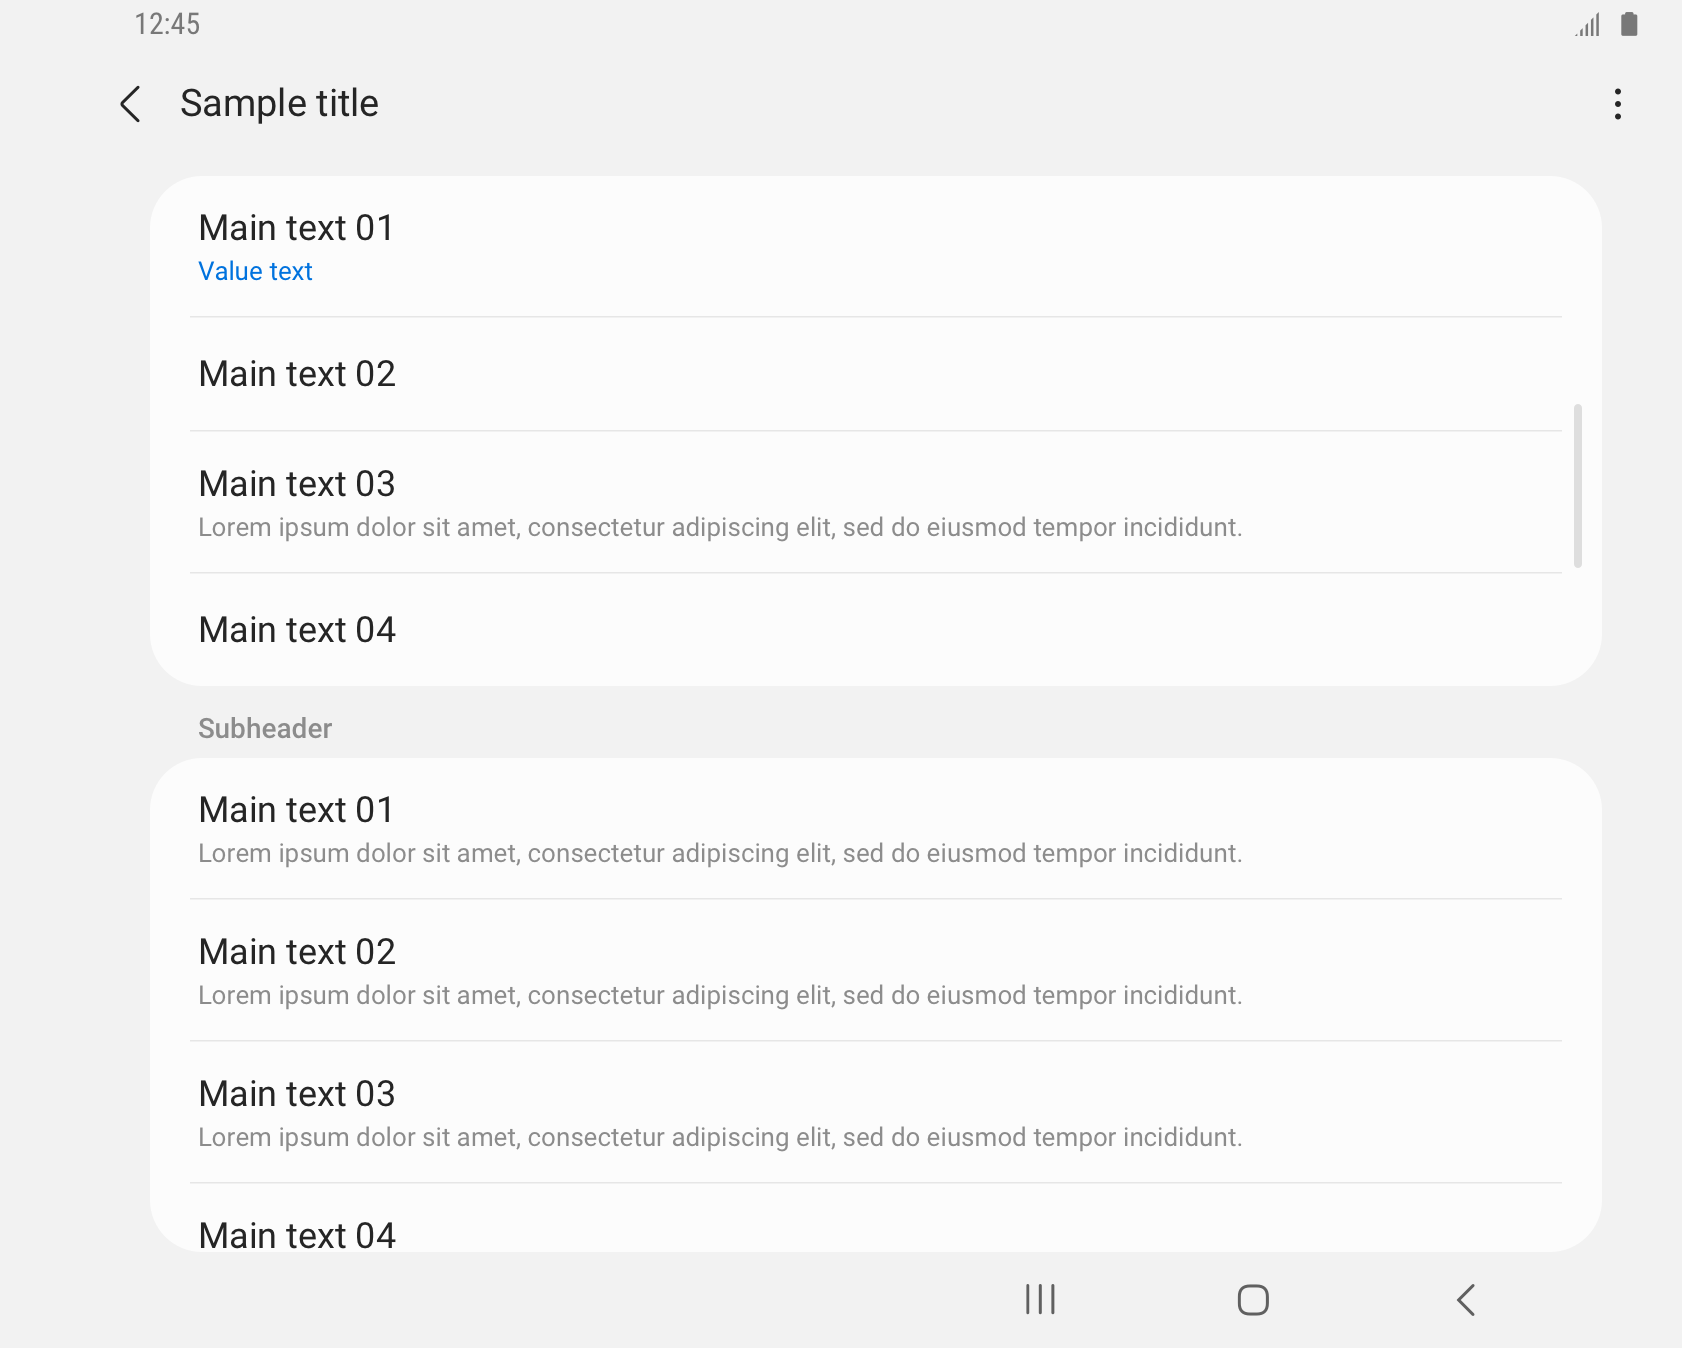 12:45
Sample title
Main text 01
Value text
Main text 02
Main text 03
Lorem ipsum dolor sit amet, consectetur adipiscing elit, sed do eiusmod tempor incididunt.
Main text 04
Subheader
Main text 01
Lorem ipsum dolor sit amet, consectetur adipiscing elit, sed do eiusmod tempor incididunt.
Main text 02
Lorem ipsum dolor sit amet, consectetur adipiscing elit, sed do eiusmod tempor incididunt.
Main text 03
Lorem ipsum dolor sit amet, consectetur adipiscing elit, sed do eiusmod tempor incididunt.
Main text 04